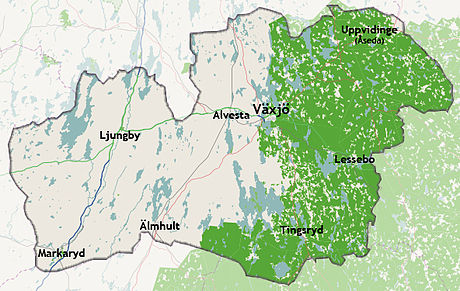 Uppvidinge
(Åseda)
Växjö
Alvesta
Ljungby
Lessebo
Älmhult
Tingsryd
Markaryd